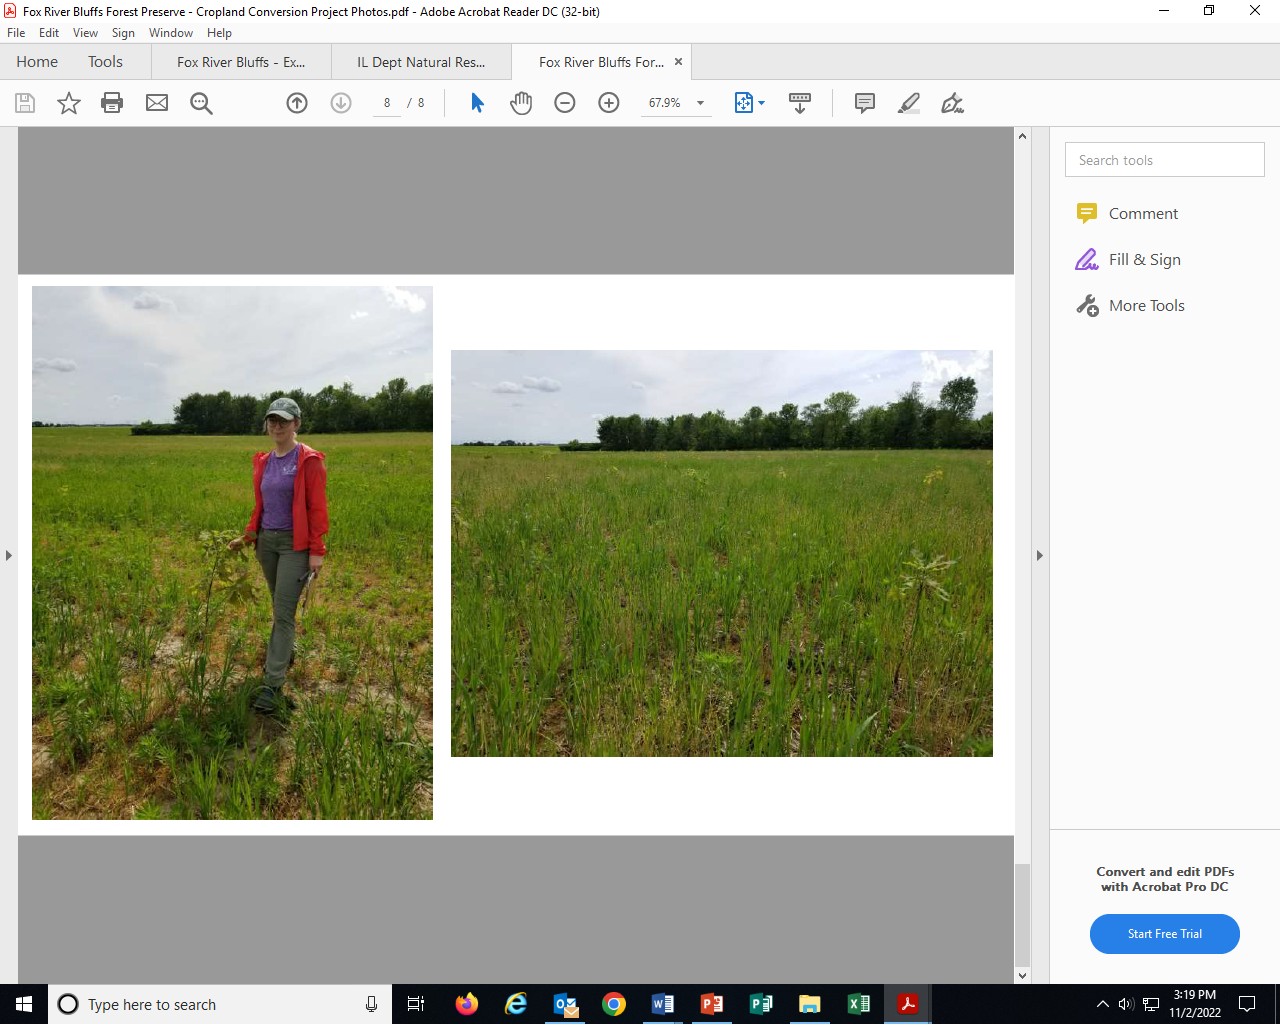 Fox River Bluffs Forest Preserve - Cropland Conversion Project Photos.pdf - Adobe Acrobat Reader DC (32-bit)
File Edit View Sign Window Help
Home Tools Fox River Bluffs - Ex... IL Dept Natural Res... Fox River Bluffs For...
8 / 8 67.9%
Search tools
Comment
Fill & Sign
More Tools
Convert and edit PDFs
with Acrobat Pro DC
Start Free Trial
Type here to search
3:19 PM
11/2/2022